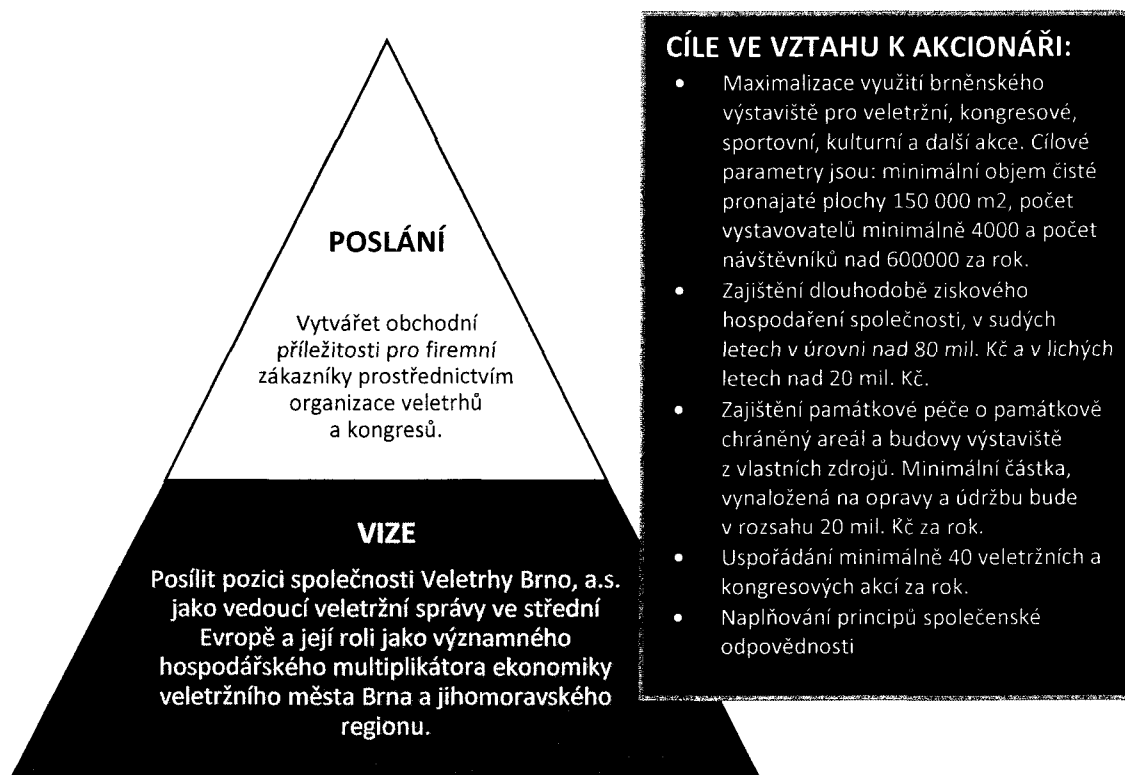 POSLÁNÍ
Vytvářet obchodní
příležitosti pro firemní
zákazníky prostřednictvím
organizace veletrhů
a kongresů.
VIZE
Posílit pozici společnosti Veletrhy Brno, a.s.
jako vedoucí veletržní správy ve střední
Evropě a její roli jako významného
hospodářského multiplikátora ekonomiky
veletržního města Brna a jihomoravského
regionu.
CÍLE VE VZTAHU K AKCIONÁŘI:
• Maximalizace využití brněnského
výstaviště pro veletržní, kongresové,
sportovní, kulturní a další akce. Cílové
parametry jsou: minimální objem čisté
pronajaté plochy 150 000 m2, počet
vystavovatelů minimálně 4000 a počet
návštěvníků nad 600000 za rok.
• Zajištění dlouhodobě ziskového
hospodaření společnosti, v sudých
letech v úrovni nad 80 mil. Kč a v lichých
letech nad 20 mil. Kč.
• Zajištění památkové péče o památkově
chráněný areál a budovy výstaviště
z vlastních zdrojů. Minimální částka,
vynaložená na opravy a údržbu bude
v rozsahu 20 mil. Kč za rok.
• Uspořádání minimálně 40 veletržních a
kongresových akcí za rok.
• Naplňování principů společenské
odpovědnosti